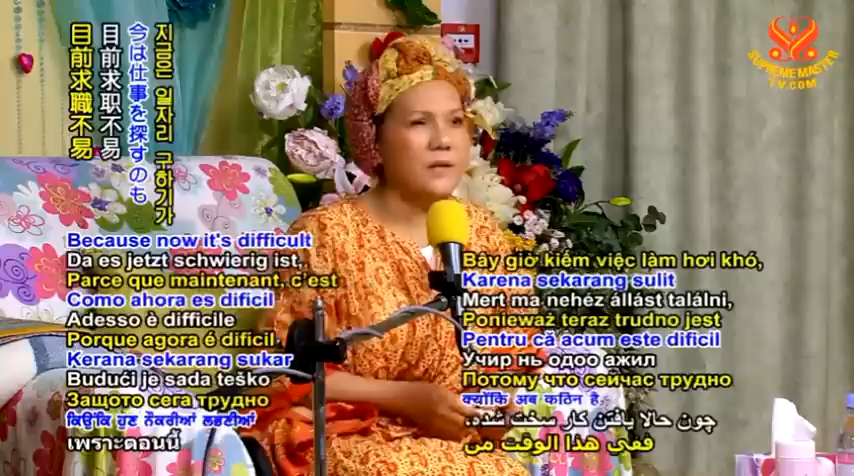 지금은 일자리 구하기가
今は仕事を探すのも
目前求职不易
目前求職不易
SUPREME MASTER
TV.COM
Because now it's difficult
Da es jetzt schwierig ist,
Parce que maintenant, c'est
Como ahora es difícil
Adesso è difficile
Porque agora é difícil
Kerana sekarang sukar
Budući je sada teško
Защото сега трудно
ਕਿਉਂਕਿ ਹੁਣ ਨੌਕਰੀਆਂ ਲਭਣੀਆਂ
เพราะตอนนี้
Bây giờ kiếm việc làm hơi khó,
Karena sekarang sulit
Mert ma nehéz állást találni,
Ponieważ teraz trudno jest
Pentru că acum este dificil
Учир нь одоо ажил
Потому что сейчас трудно
क्योंकि अब कठिन है,
چون حالا یافتن کار سخت شده،
ففي هذا الوقت من